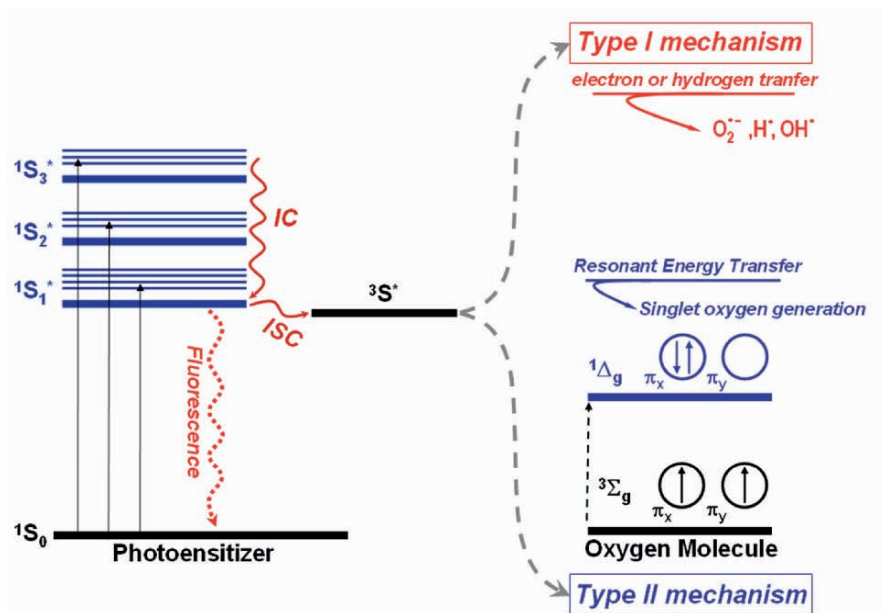 Type I mechanism
electron or hydrogen tranfer
O₂•⁻ ,H•, OH•
¹S₃*
IC
¹S₂*
¹S₁*
ISC
³S*
Resonant Energy Transfer
Singlet oxygen generation
Fluorescence
¹Δg
πx
πy
³Σg
πx
πy
¹S₀
Photoensitizer
Oxygen Molecule
Type II mechanism